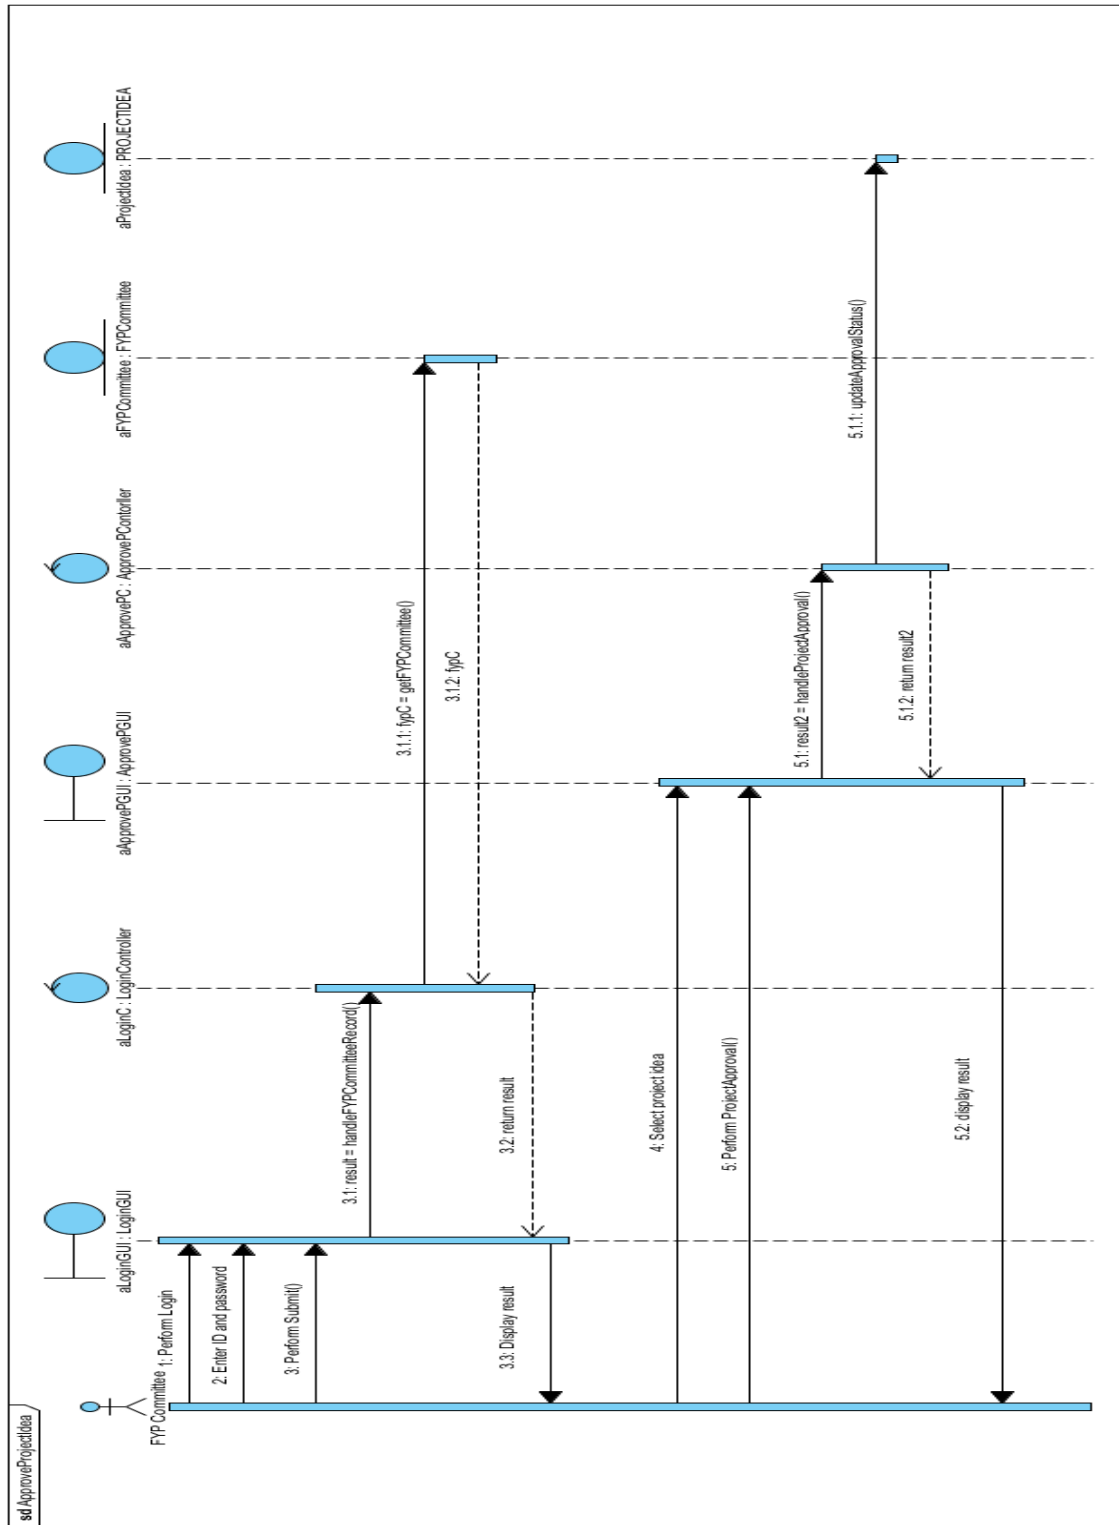 sd ApproveProjectIdea
FYP Committee
aLoginGUI : LoginGUI
aLoginC : LoginController
aApprovePGUI : ApprovePGUI
aApprovePC : ApprovePContorller
aFYPCommittee : FYPCommittee
aProjectIdea : PROJECTIDEA
1: Perform Login
2: Enter ID and password
3: Perform Submit()
3.1: result = handleFYPCommitteeRecord()
3.1.1: fypC = getFYPCommittee()
3.1.2: fypC
3.2: return result
3.3: Display result
4: Select project idea
5: Perform ProjectApproval()
5.1: result2 = handleProjectApproval()
5.1.1: updateApprovalStatus()
5.1.2: return result2
5.2: display result